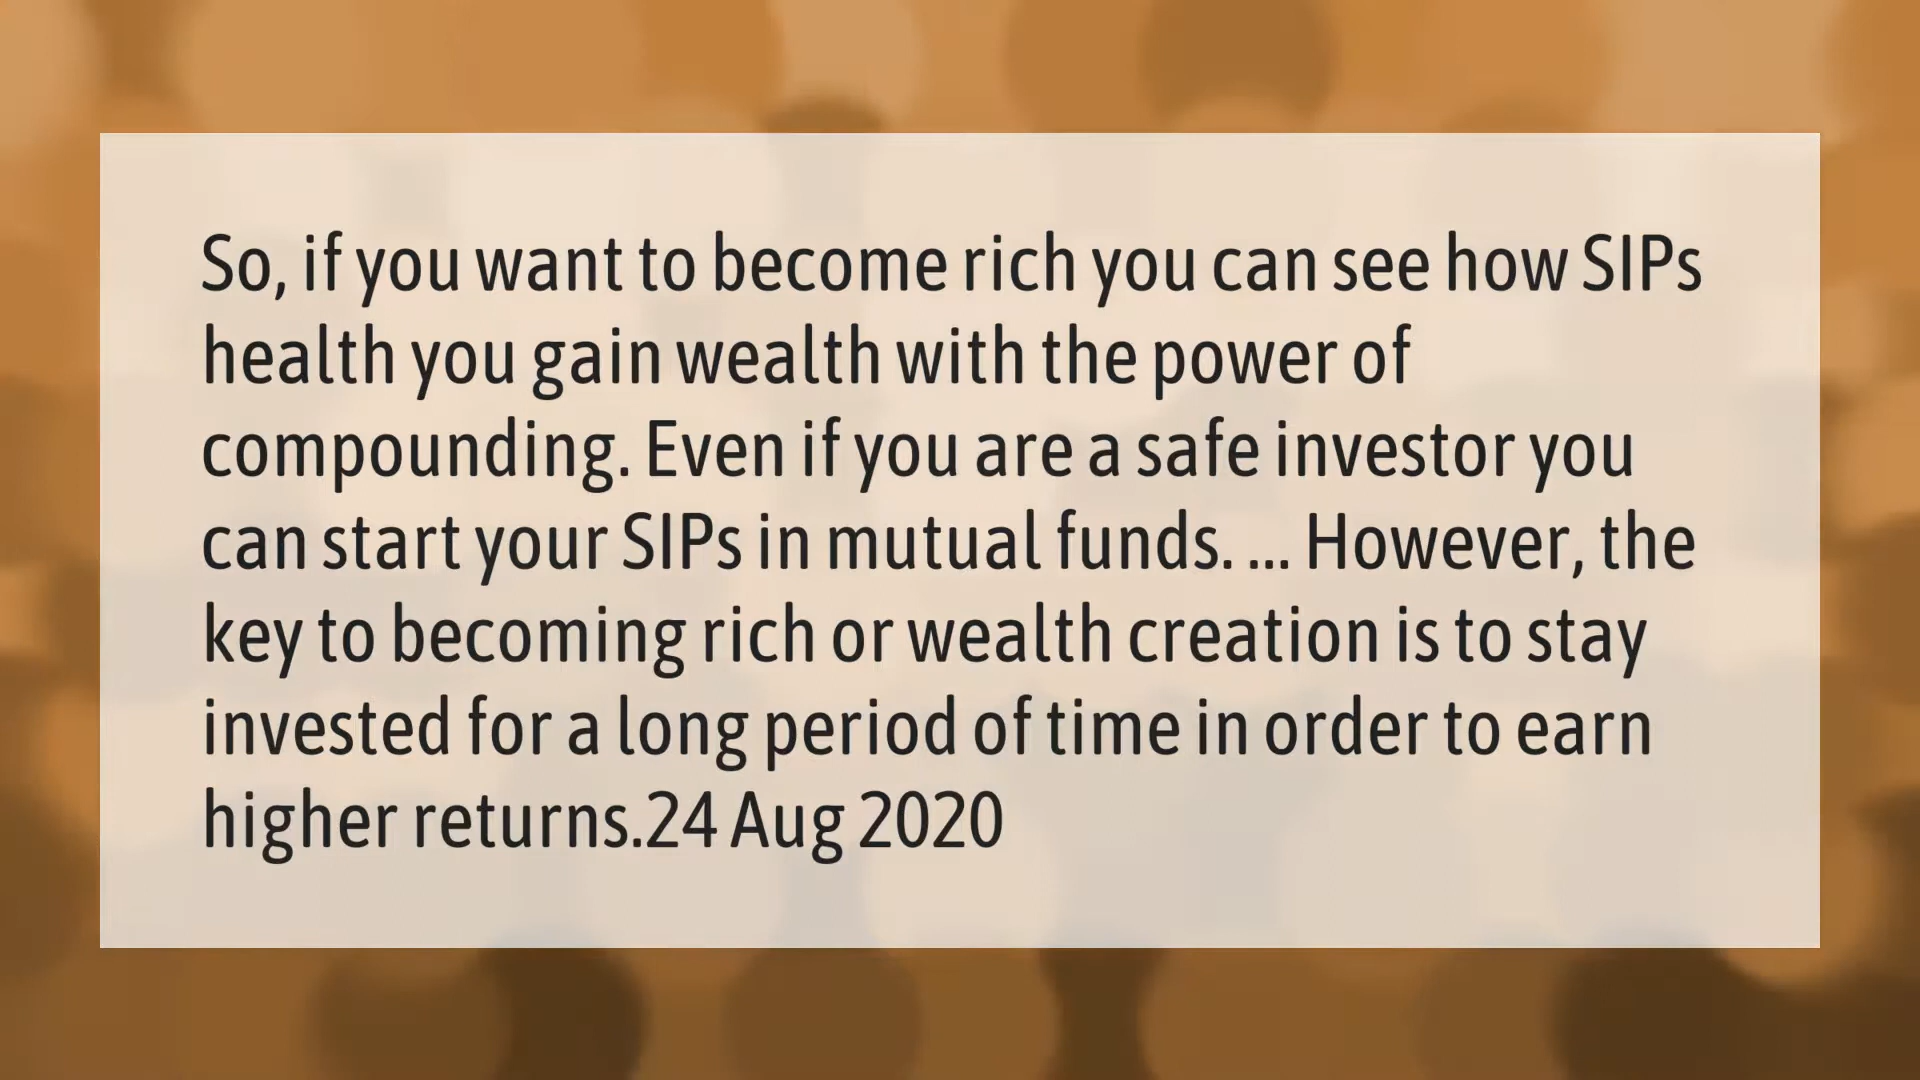 So, if you want to become rich you can see how SIPs
health you gain wealth with the power of
compounding. Even if you are a safe investor you
can start your SIPs in mutual funds. ... However, the
key to becoming rich or wealth creation is to stay
invested for a long period of time in order to earn
higher returns.24 Aug 2020